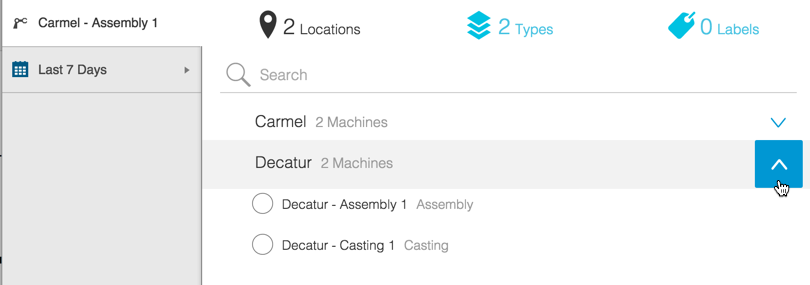 Carmel - Assembly 1
Last 7 Days
2 Locations
2 Types
0 Labels
Search
Carmel 2 Machines
Decatur 2 Machines
Decatur - Assembly 1 Assembly
Decatur - Casting 1 Casting